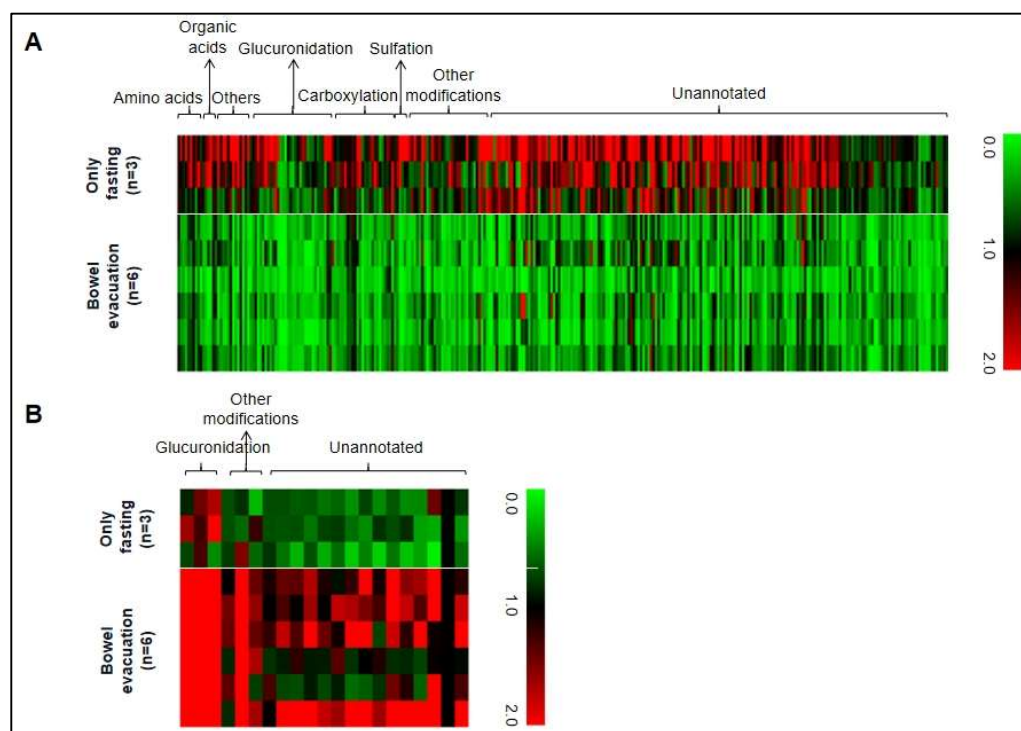 A
Organic
acids
Glucuronidation
Sulfation
Other
modifications
Amino acids
Others
Carboxylation
Unannotated
Only
fasting
(n=3)
Bowel
evacuation
(n=6)
0.0
1.0
2.0
B
Other
modifications
Glucuronidation
Unannotated
Only
fasting
(n=3)
Bowel
evacuation
(n=6)
0.0
1.0
2.0